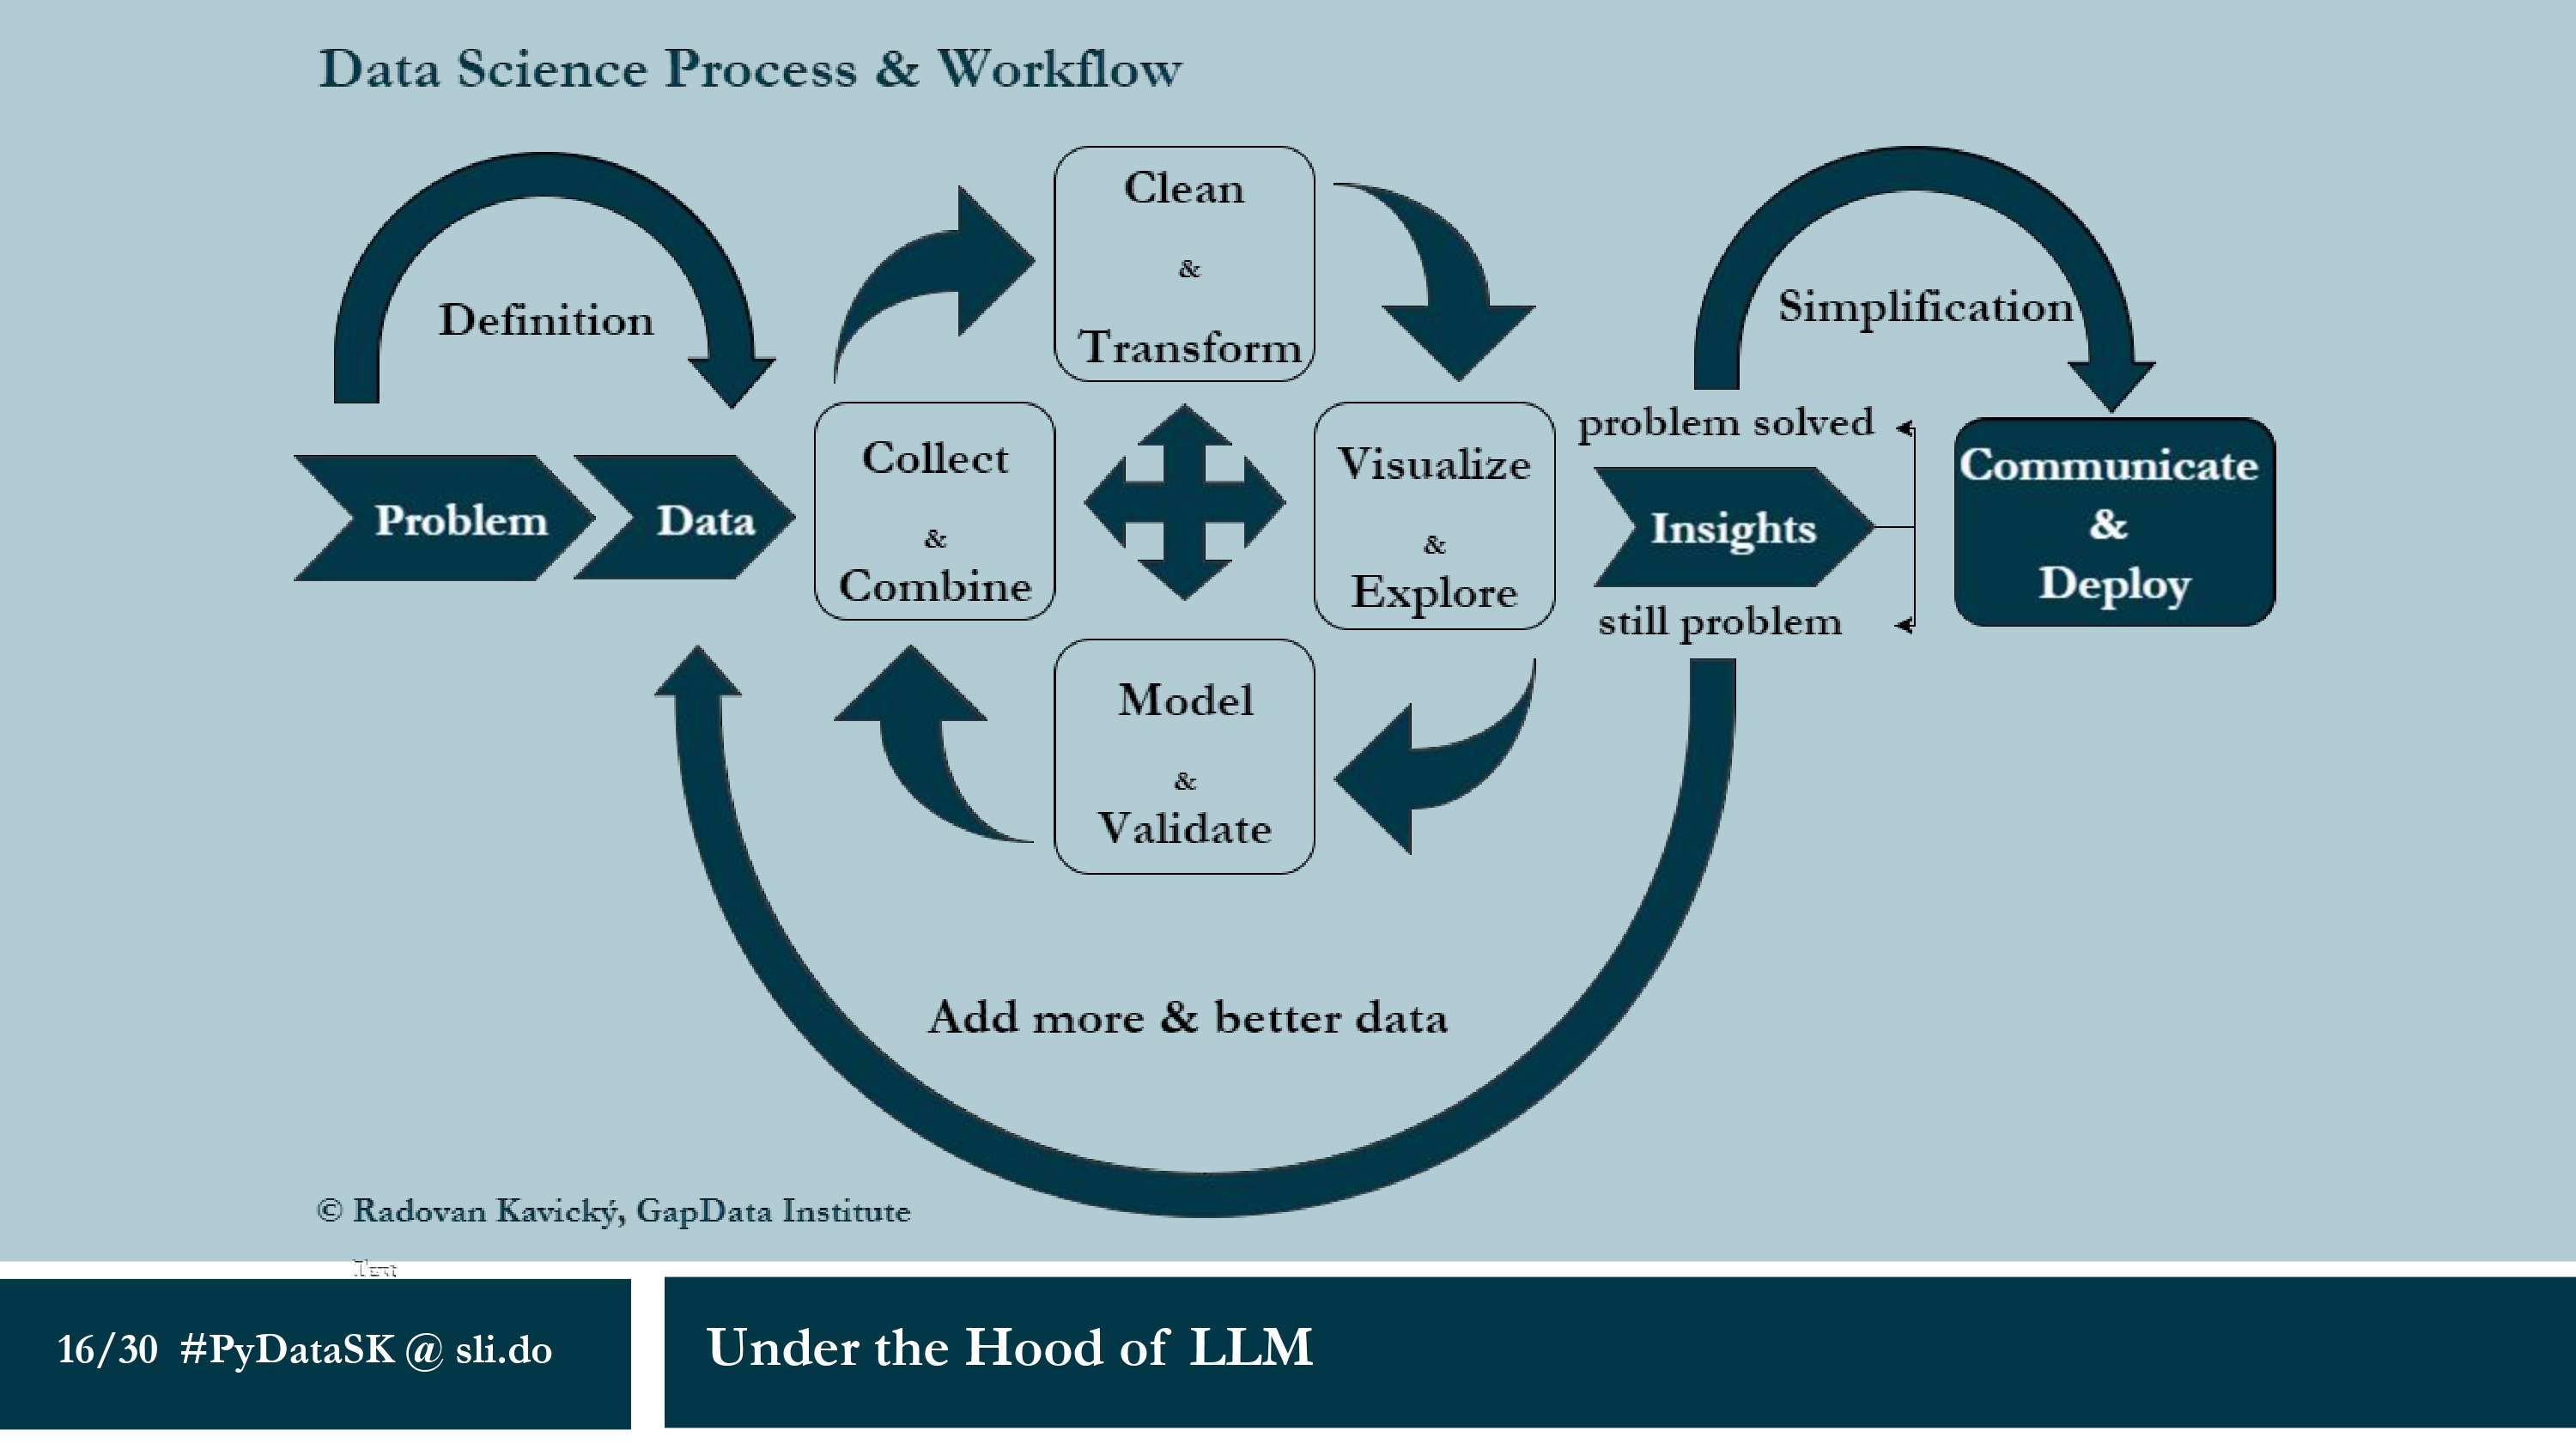 Data Science Process & Workflow
Definition
Problem
Data
Collect
&
Combine
Clean
&
Transform
Visualize
&
Explore
Model
&
Validate
problem solved
Insights
still problem
Simplification
Communicate
&
Deploy
Add more & better data
© Radovan Kavický, GapData Institute
Text
16/30 #PyDataSK @ sli.do
Under the Hood of LLM